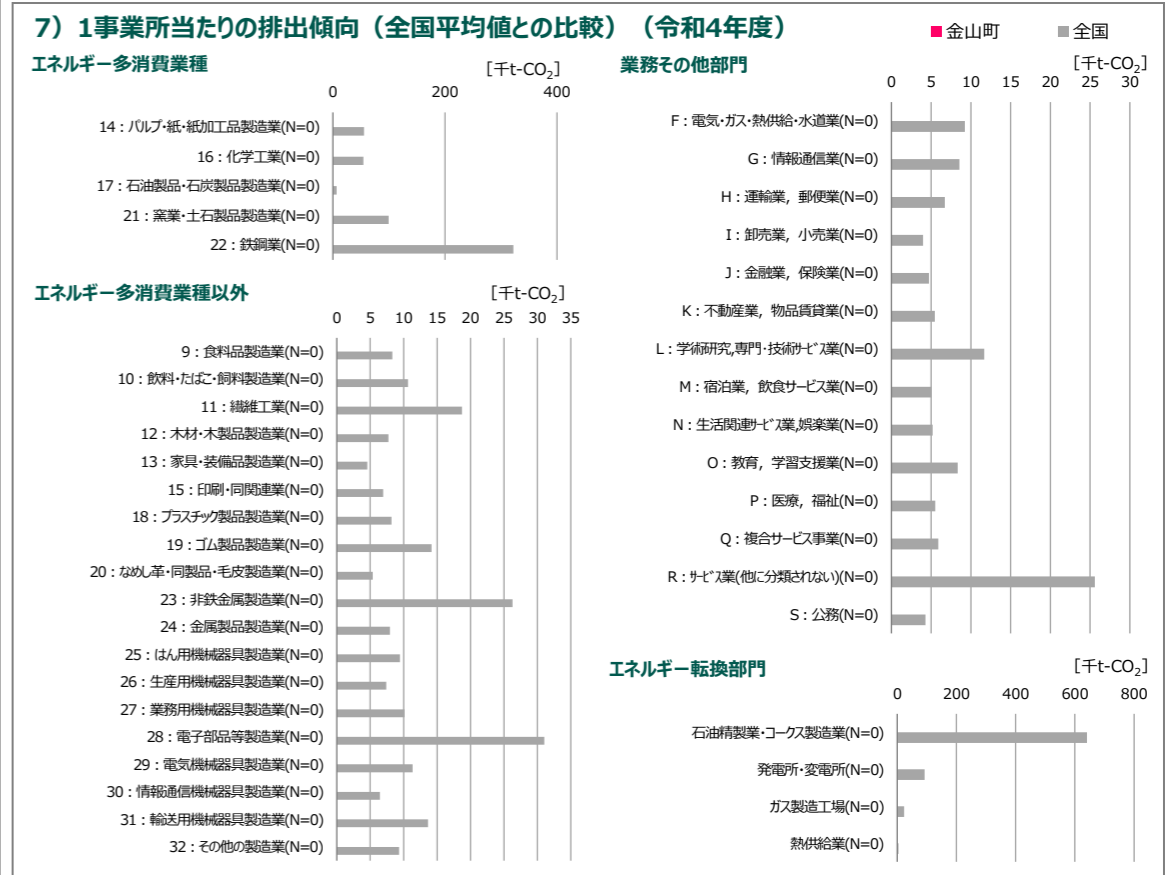 7）1事業所当たりの排出傾向（全国平均値との比較）（令和4年度）
■金山町 ■全国
エネルギー多消費業種
[千t-CO₂]
0 200 400
14：パルプ・紙・紙加工品製造業(N=0)
16：化学工業(N=0)
17：石油製品・石炭製品製造業(N=0)
21：窯業・土石製品製造業(N=0)
22：鉄鋼業(N=0)
エネルギー多消費業種以外
[千t-CO₂]
0 5 10 15 20 25 30 35
9：食料品製造業(N=0)
10：飲料・たばこ・飼料製造業(N=0)
11：繊維工業(N=0)
12：木材・木製品製造業(N=0)
13：家具・装備品製造業(N=0)
15：印刷・同関連業(N=0)
18：プラスチック製品製造業(N=0)
19：ゴム製品製造業(N=0)
20：なめし革・同製品・毛皮製造業(N=0)
23：非鉄金属製造業(N=0)
24：金属製品製造業(N=0)
25：はん用機械器具製造業(N=0)
26：生産用機械器具製造業(N=0)
27：業務用機械器具製造業(N=0)
28：電子部品等製造業(N=0)
29：電気機械器具製造業(N=0)
30：情報通信機械器具製造業(N=0)
31：輸送用機械器具製造業(N=0)
32：その他の製造業(N=0)
業務その他部門
[千t-CO₂]
0 5 10 15 20 25 30
F：電気・ガス・熱供給・水道業(N=0)
G：情報通信業(N=0)
H：運輸業，郵便業(N=0)
I：卸売業，小売業(N=0)
J：金融業，保険業(N=0)
K：不動産業，物品賃貸業(N=0)
L：学術研究,専門・技術ｻｰﾋﾞｽ業(N=0)
M：宿泊業，飲食サービス業(N=0)
N：生活関連ｻｰﾋﾞｽ業,娯楽業(N=0)
O：教育，学習支援業(N=0)
P：医療，福祉(N=0)
Q：複合サービス事業(N=0)
R：ｻｰﾋﾞｽ業(他に分類されない)(N=0)
S：公務(N=0)
エネルギー転換部門
[千t-CO₂]
0 200 400 600 800
石油精製業・コークス製造業(N=0)
発電所・変電所(N=0)
ガス製造工場(N=0)
熱供給業(N=0)